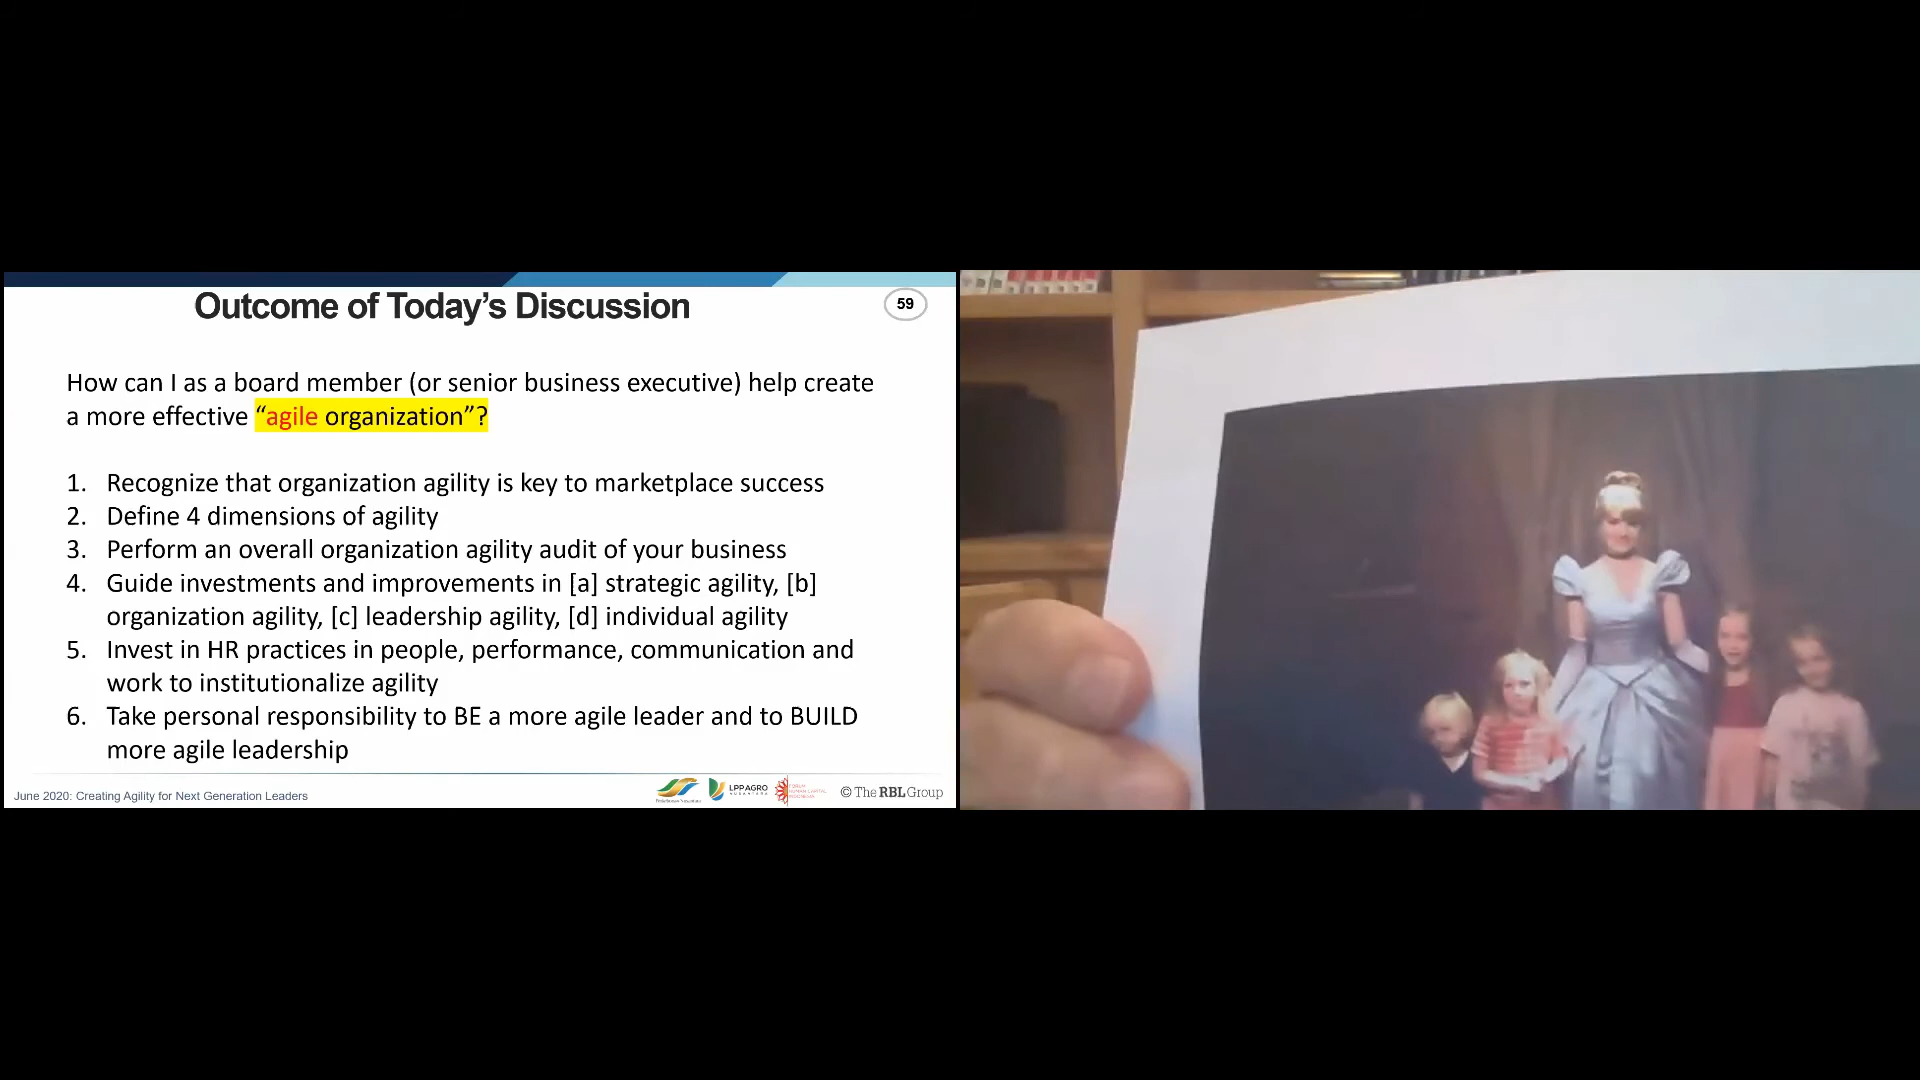 Outcome of Today's Discussion
59
How can I as a board member (or senior business executive) help create
a more effective “agile organization”?
1. Recognize that organization agility is key to marketplace success
2. Define 4 dimensions of agility
3. Perform an overall organization agility audit of your business
4. Guide investments and improvements in [a] strategic agility, [b]
organization agility, [c] leadership agility, [d] individual agility
5. Invest in HR practices in people, performance, communication and
work to institutionalize agility
6. Take personal responsibility to BE a more agile leader and to BUILD
more agile leadership
June 2020: Creating Agility for Next Generation Leaders
LPP AGRO
NUSANTARA
FORUM
HUMAN CAPITAL
INDONESIA
© The RBL Group